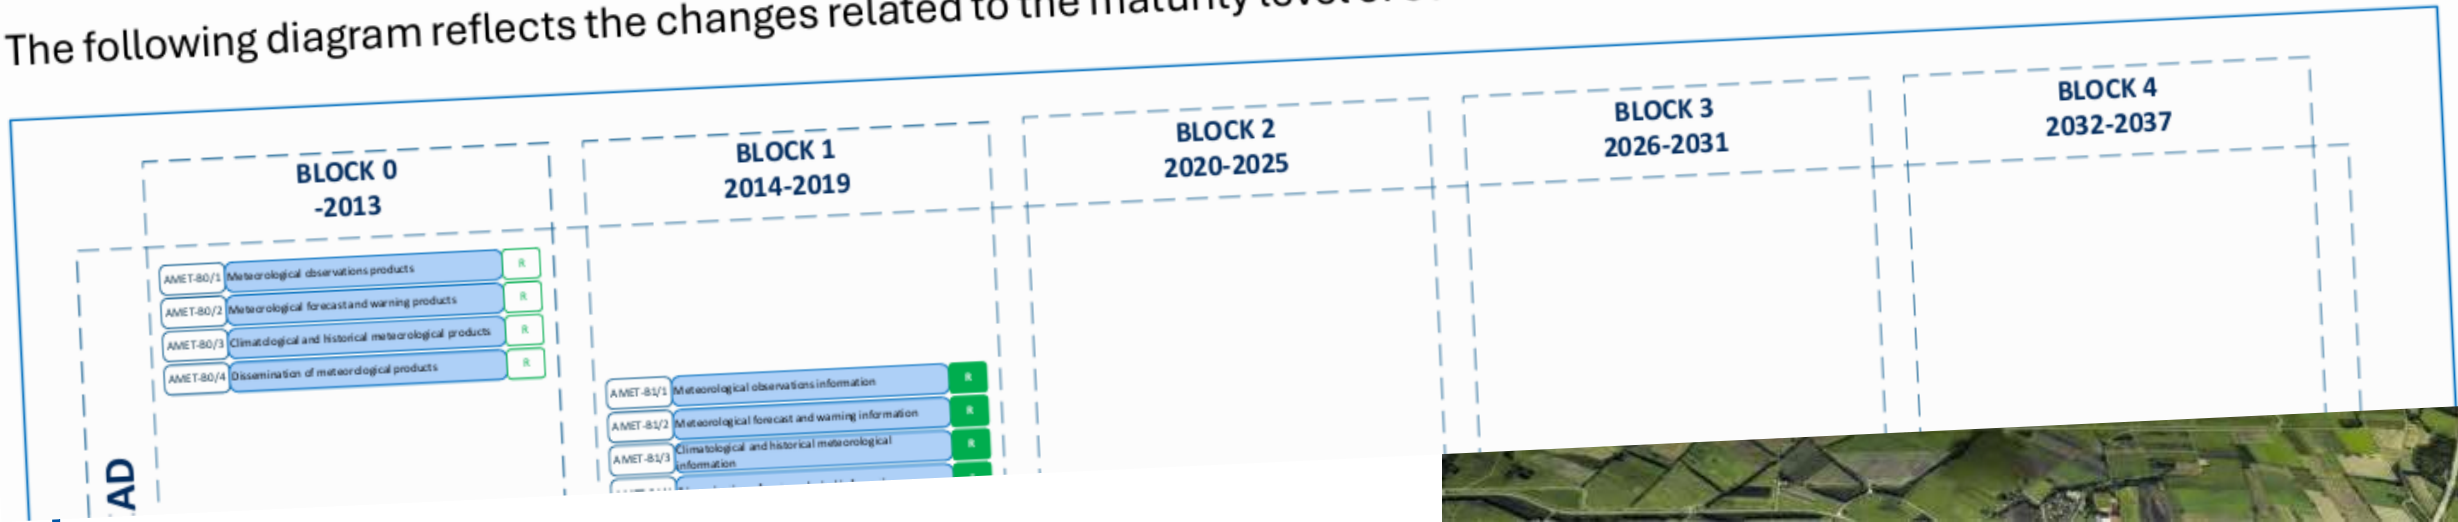 The following diagram reflects the changes related to the maturity level
BLOCK 0
-2013
BLOCK 1
2014-2019
BLOCK 2
2020-2025
BLOCK 3
2026-2031
BLOCK 4
2032-2037
AMET-B0/1 Meteorological observations products R
AMET-B0/2 Meteorological forecast and warning products R
AMET-B0/3 Climatological and historical meteorological products R
AMET-B0/4 Dissemination of meteorological products R
AMET-B1/1 Meteorological observations information R
AMET-B1/2 Meteorological forecast and warning information R
AMET-B1/3 Climatological and historical meteorological
information R
AD